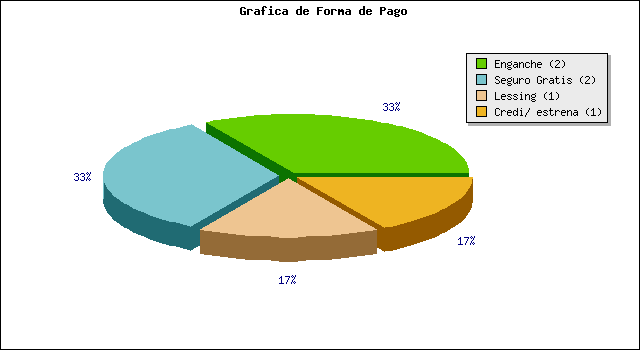 Grafica de Forma de Pago
Enganche (2)
Seguro Gratis (2)
Lessing (1)
Credi/ estrena (1)
33%
33%
17%
17%